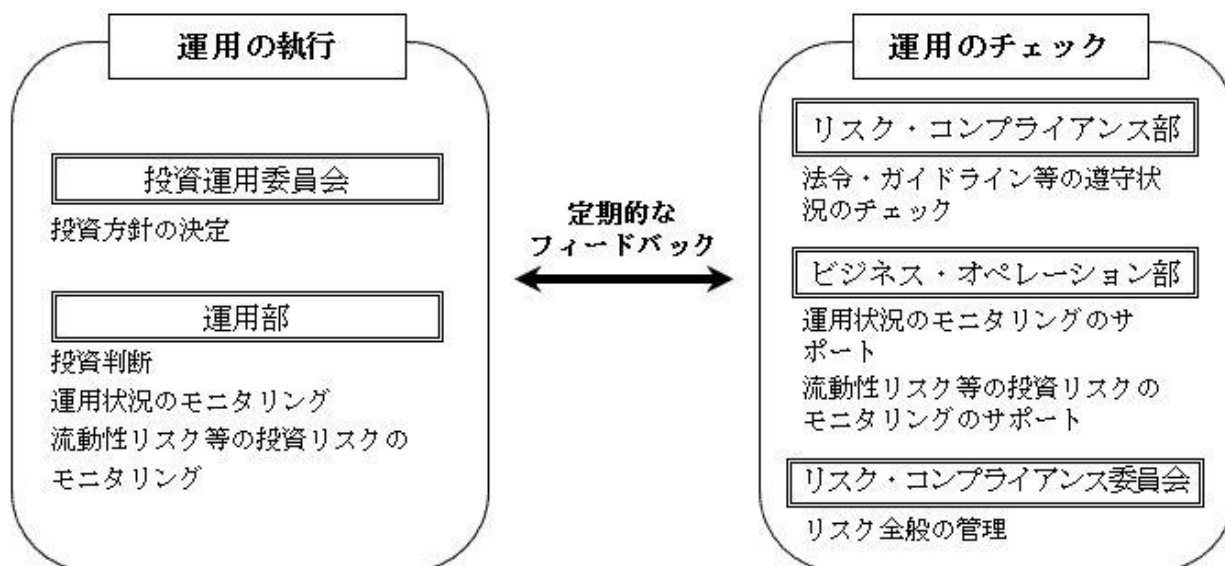 運用の執行
投資運用委員会
投資方針の決定
運用部
投資判断
運用状況のモニタリング
流動性リスク等の投資リスクの
モニタリング
定期的な
フィードバック
運用のチェック
リスク・コンプライアンス部
法令・ガイドライン等の遵守状
況のチェック
ビジネス・オペレーション部
運用状況のモニタリングのサ
ポート
流動性リスク等の投資リスクの
モニタリングのサポート
リスク・コンプライアンス委員会
リスク全般の管理